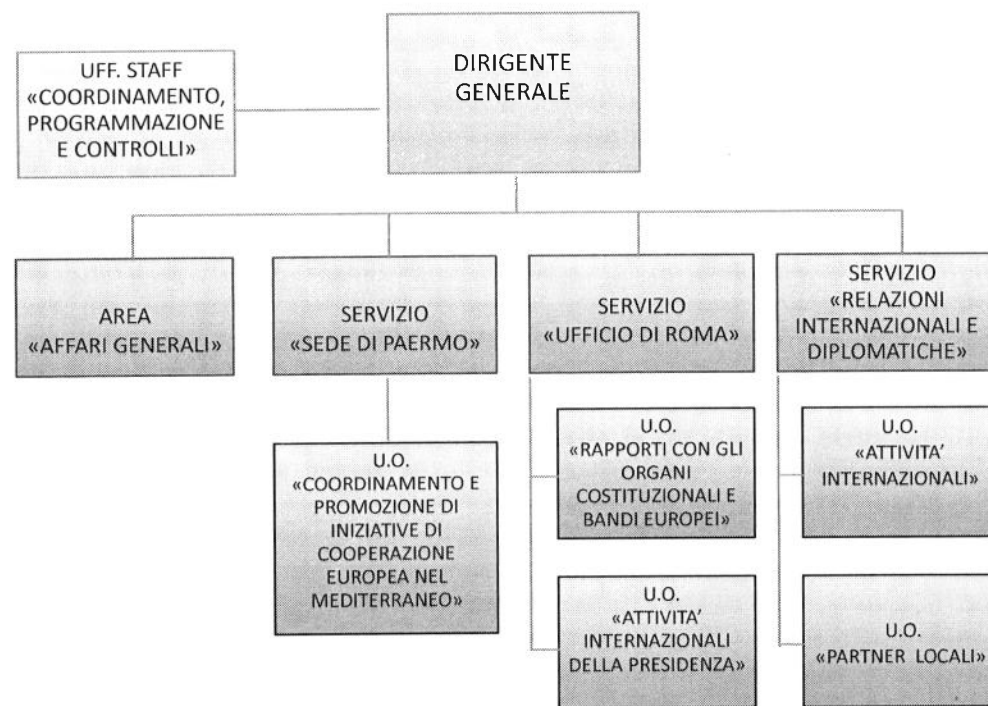 DIRIGENTE
GENERALE
UFF. STAFF
«COORDINAMENTO,
PROGRAMMAZIONE
E CONTROLLI»
AREA
«AFFARI GENERALI»
SERVIZIO
«SEDE DI PAERMO»
SERVIZIO
«UFFICIO DI ROMA»
SERVIZIO
«RELAZIONI
INTERNAZIONALI E
DIPLOMATICHE»
U.O.
«COORDINAMENTO E
PROMOZIONE DI
INIZIATIVE DI
COOPERAZIONE
EUROPEA NEL
MEDITERRANEO»
U.O.
«RAPPORTI CON GLI
ORGANI
COSTITUZIONALI E
BANDI EUROPEI»
U.O.
«ATTIVITA’
INTERNAZIONALI
DELLA PRESIDENZA»
U.O.
«ATTIVITA’
INTERNAZIONALI»
U.O.
«PARTNER LOCALI»